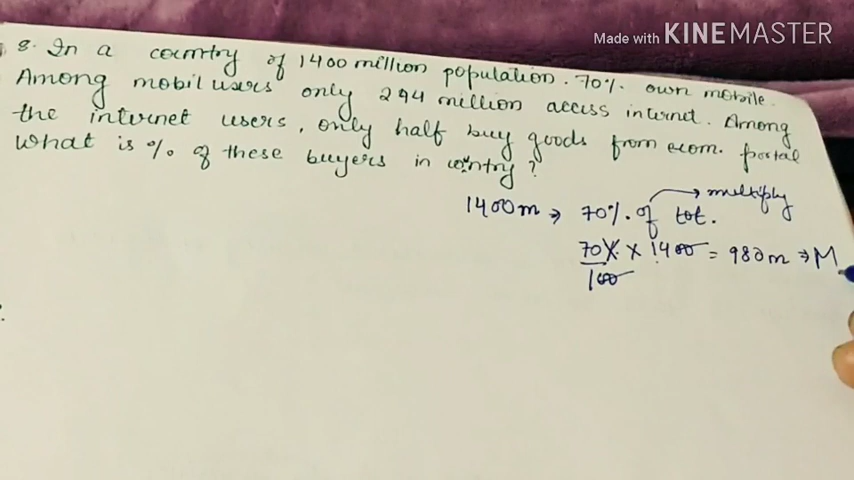 Made with KINEMASTER
8. In a country of 1400 million population. 70% own mobile.
Among mobil users only 294 million access internet. Among
the internet users, only half buy goods from ecom. portal
What is % of these buyers in country?
1400m ⇒ 70% of tot. → multiply
70% × 1400 = 980m ⇒ M
100